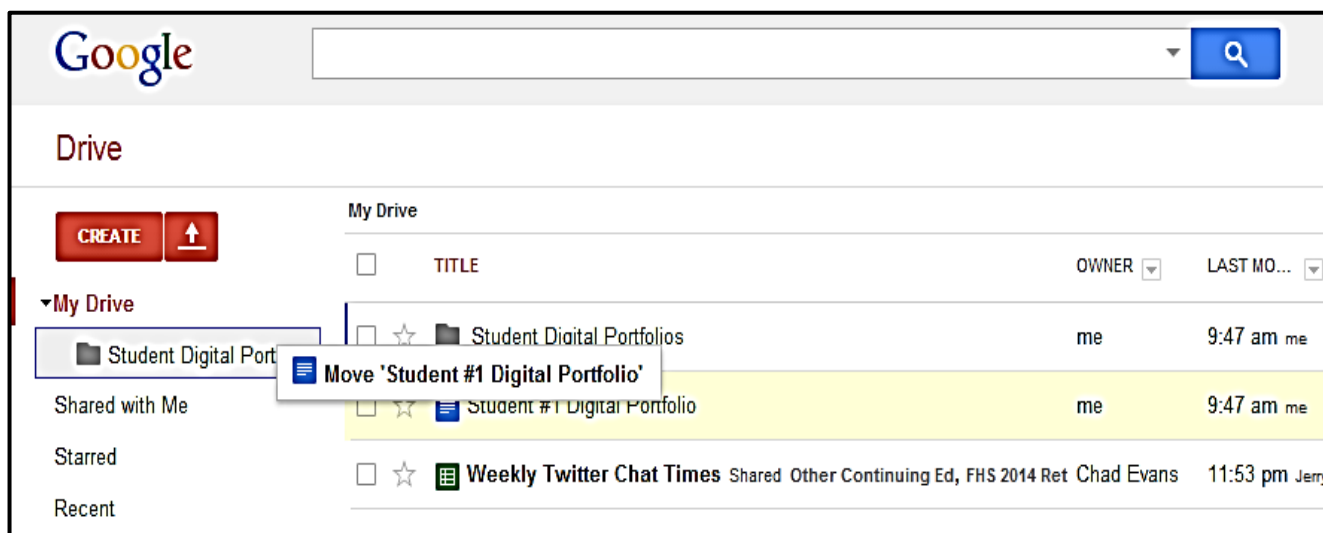 Google
Drive
CREATE
My Drive
Student Digital Port
Shared with Me
Starred
Recent
My Drive
TITLE OWNER LAST MO...
Student Digital Portfolios me 9:47 am me
Move 'Student #1 Digital Portfolio'
Student #1 Digital Portfolio me 9:47 am me
Weekly Twitter Chat Times Shared Other Continuing Ed, FHS 2014 Ret Chad Evans 11:53 pm Jerry